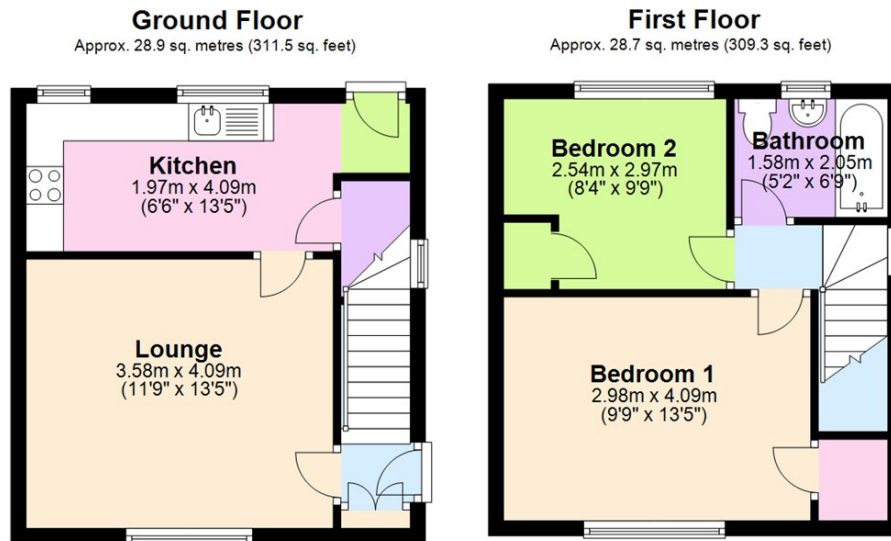 Ground Floor
Approx. 28.9 sq. metres (311.5 sq. feet)
Kitchen
1.97m x 4.09m
(6'6" x 13'5")
Lounge
3.58m x 4.09m
(11'9" x 13'5")
First Floor
Approx. 28.7 sq. metres (309.3 sq. feet)
Bedroom 2
2.54m x 2.97m
(8'4" x 9'9")
Bathroom
1.58m x 2.05m
(5'2" x 6'9")
Bedroom 1
2.98m x 4.09m
(9'9" x 13'5")